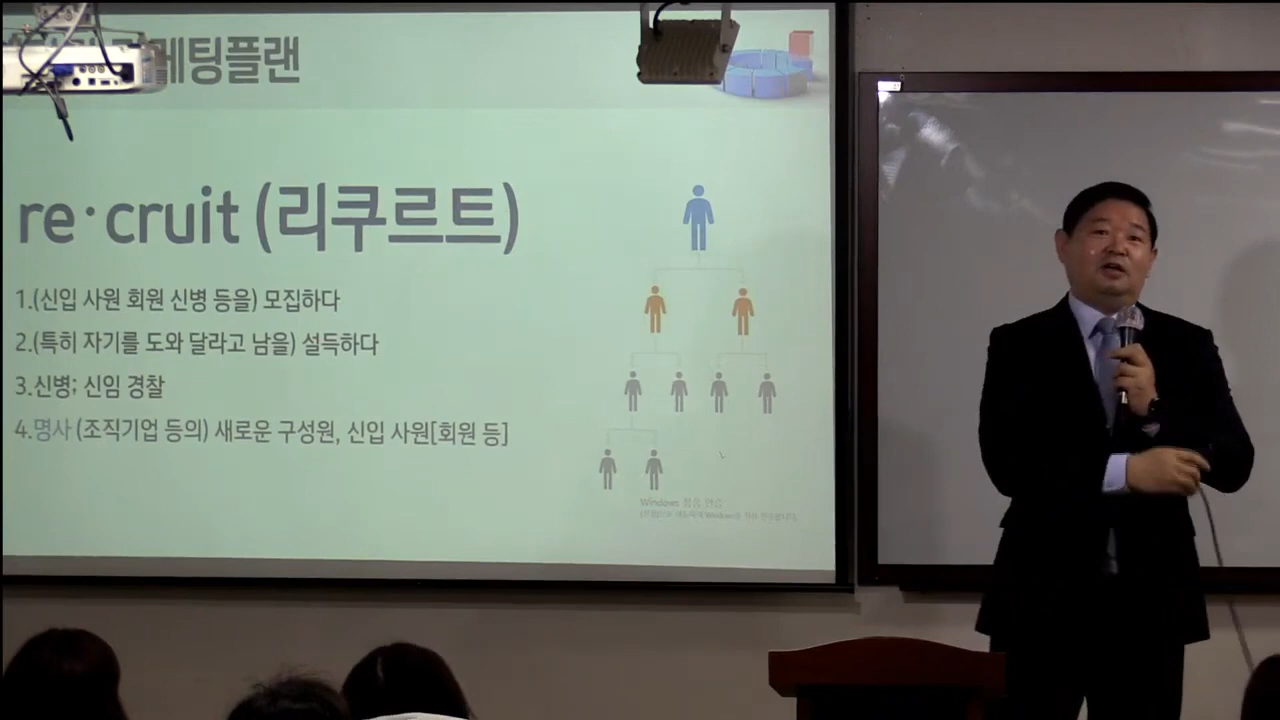 케팅플랜
re·cruit (리쿠르트)
1.(신입 사원 회원 신병 등을) 모집하다
2.(특히 자기를 도와 달라고 남을) 설득하다
3.신병; 신임 경찰
4.명사 (조직기업 등의) 새로운 구성원, 신입 사원[회원 등]
Windows 정품 인증